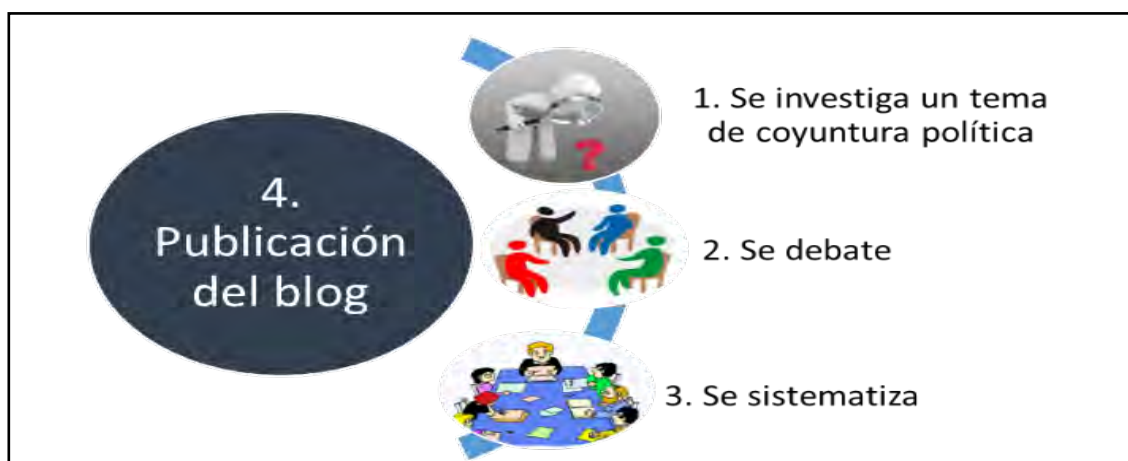 1. Se investiga un tema
de coyuntura política
2. Se debate
3. Se sistematiza
4.
Publicación
del blog
?